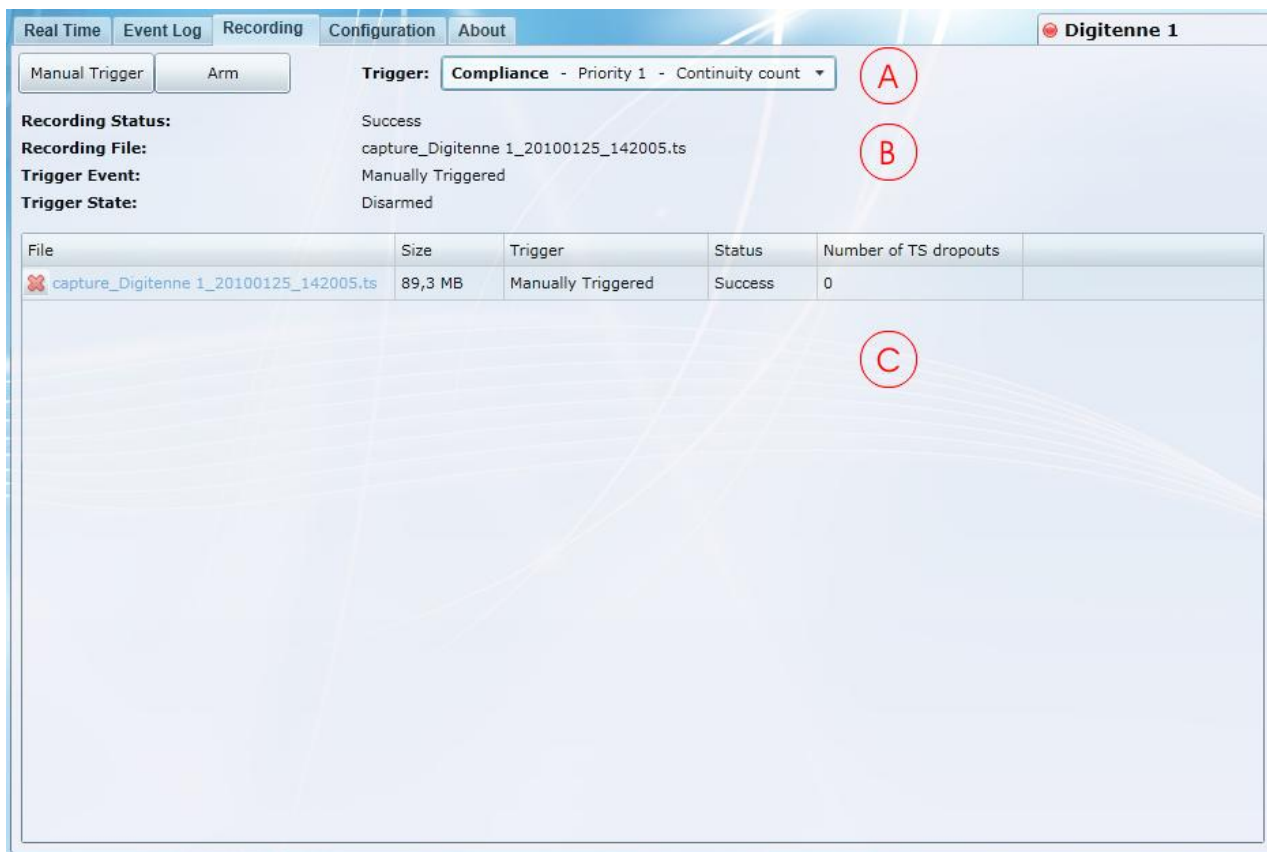 Real Time Event Log Recording Configuration About Digitenne 1
Manual Trigger Arm Trigger: Compliance - Priority 1 - Continuity count A
Recording Status: Success
Recording File: capture_Digitenne 1_20100125_142005.ts B
Trigger Event: Manually Triggered
Trigger State: Disarmed
File Size Trigger Status Number of TS dropouts
capture_Digitenne 1_20100125_142005.ts 89,3 MB Manually Triggered Success 0
C